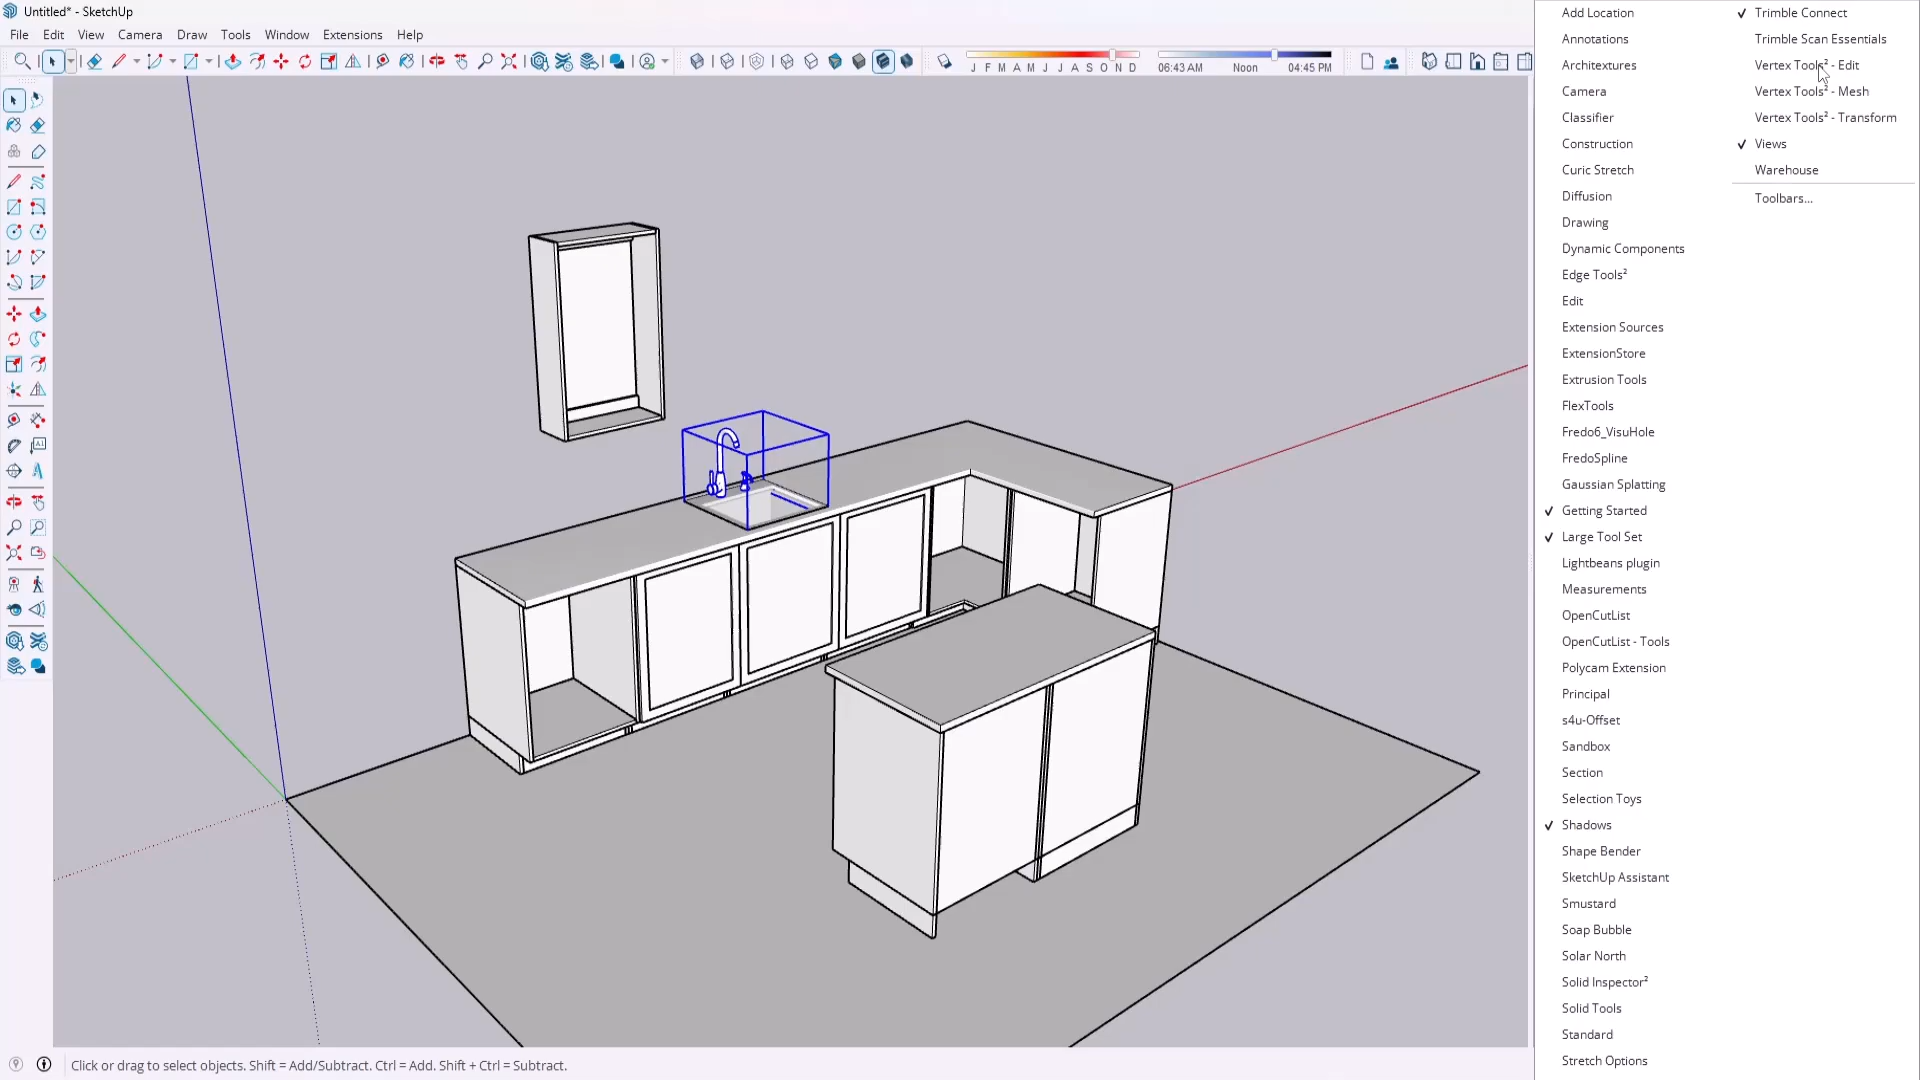 Untitled* - SketchUp
File Edit View Camera Draw Tools Window Extensions Help
J F M A M J J A S O N D
06:43 AM Noon 04:45 PM
A1
Click or drag to select objects. Shift = Add/Subtract. Ctrl = Add. Shift + Ctrl = Subtract.
Add Location
Annotations
Architextures
Camera
Classifier
Construction
Curic Stretch
Diffusion
Drawing
Dynamic Components
Edge Tools²
Edit
Extension Sources
ExtensionStore
Extrusion Tools
FlexTools
Fredo6_VisuHole
FredoSpline
Gaussian Splatting
Getting Started
Large Tool Set
Lightbeans plugin
Measurements
OpenCutList
OpenCutList - Tools
Polycam Extension
Principal
s4u-Offset
Sandbox
Section
Selection Toys
Shadows
Shape Bender
SketchUp Assistant
Smustard
Soap Bubble
Solar North
Solid Inspector²
Solid Tools
Standard
Stretch Options
Trimble Connect
Trimble Scan Essentials
Vertex Tools² - Edit
Vertex Tools² - Mesh
Vertex Tools² - Transform
Views
Warehouse
Toolbars...